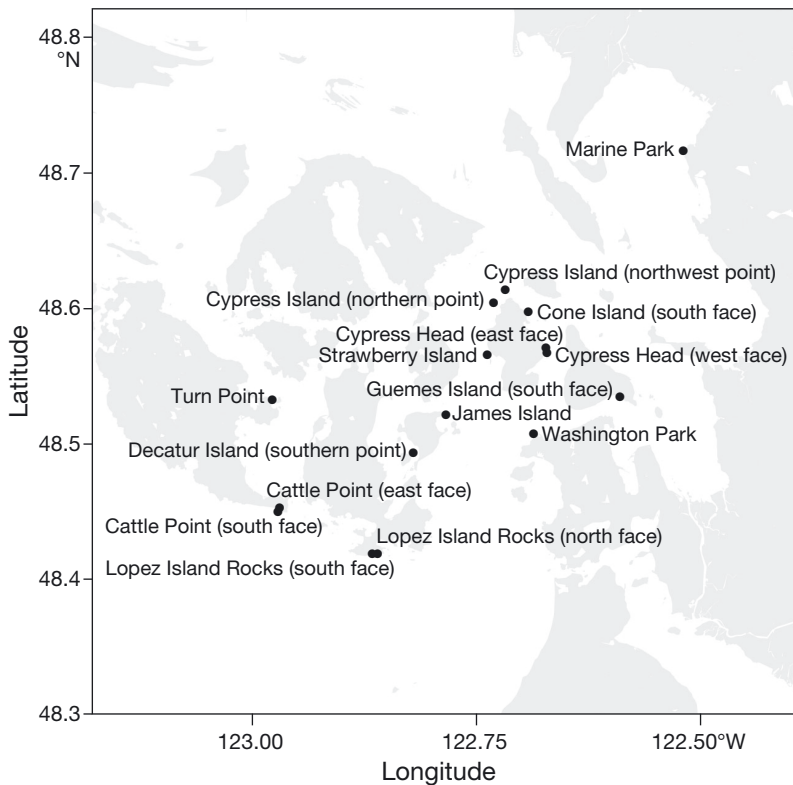 48.8
°N
Marine Park
48.7
Cypress Island (northwest point)
Cypress Island (northern point)
48.6
Cone Island (south face)
Cypress Head (east face)
Strawberry Island
Cypress Head (west face)
Latitude
Guemes Island (south face)
Turn Point
James Island
Washington Park
48.5
Decatur Island (southern point)
Cattle Point (east face)
Cattle Point (south face)
Lopez Island Rocks (north face)
Lopez Island Rocks (south face)
48.4
48.3
123.00
122.75
122.50°W
Longitude